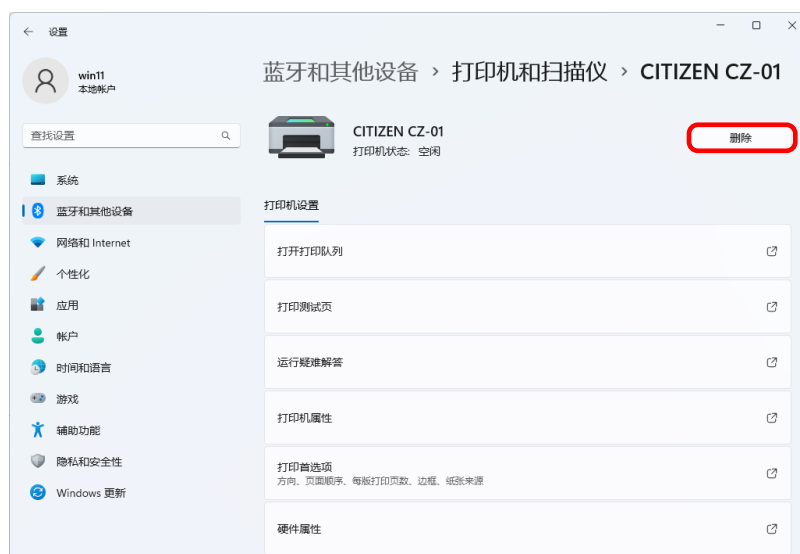 设置
win11
本地帐户
查找设置
系统
蓝牙和其他设备
网络和 Internet
个性化
应用
帐户
时间和语言
游戏
辅助功能
隐私和安全性
Windows 更新
蓝牙和其他设备 › 打印机和扫描仪 › CITIZEN CZ-01
CITIZEN CZ-01
打印机状态: 空闲
删除
打印机设置
打开打印队列
打印测试页
运行疑难解答
打印机属性
打印首选项
方向、页面顺序、每版打印页数、边框、纸张来源
硬件属性